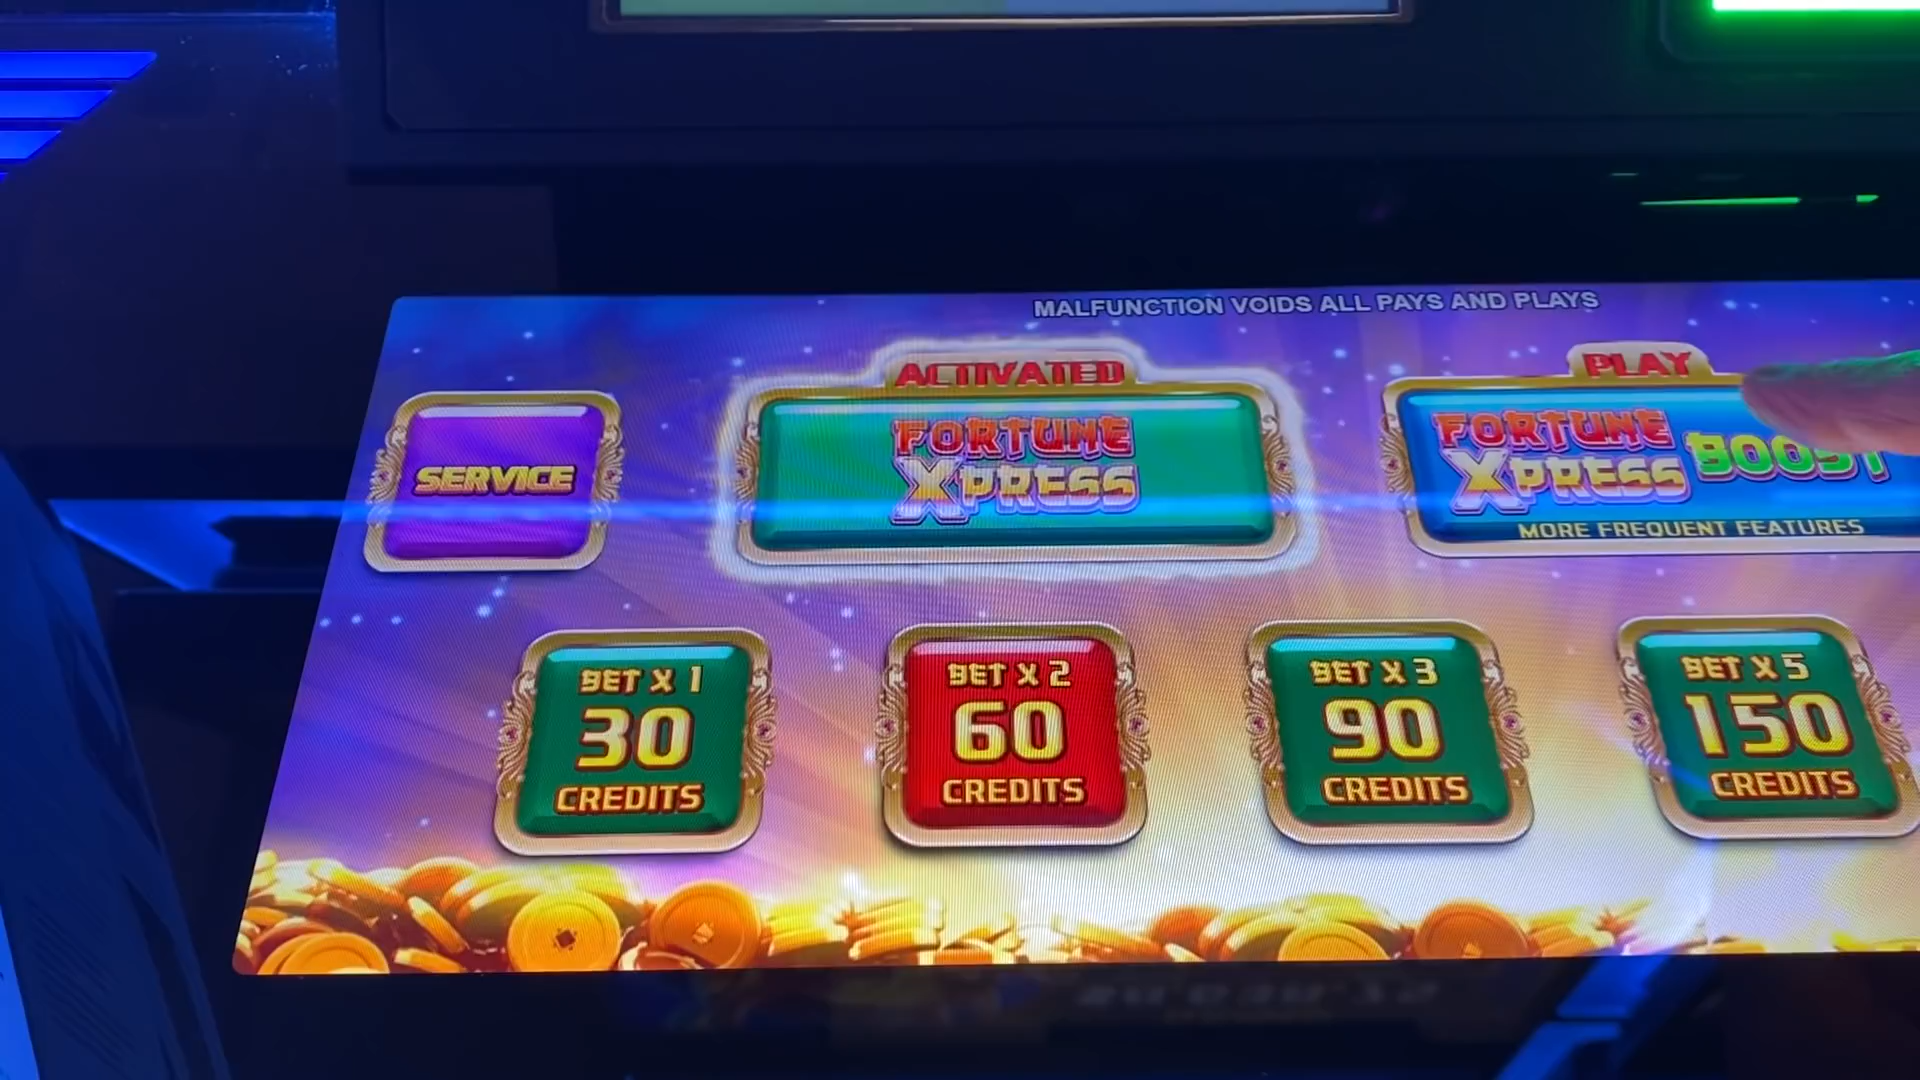 MALFUNCTION VOIDS ALL PAYS AND PLAYS
ACTIVATED
FORTUNE
XPRESS
PLAY
FORTUNE
XPRESS
BOOST
MORE FREQUENT FEATURES
SERVICE
BET X 1
30
CREDITS
BET X 2
60
CREDITS
BET X 3
90
CREDITS
BET X 5
150
CREDITS